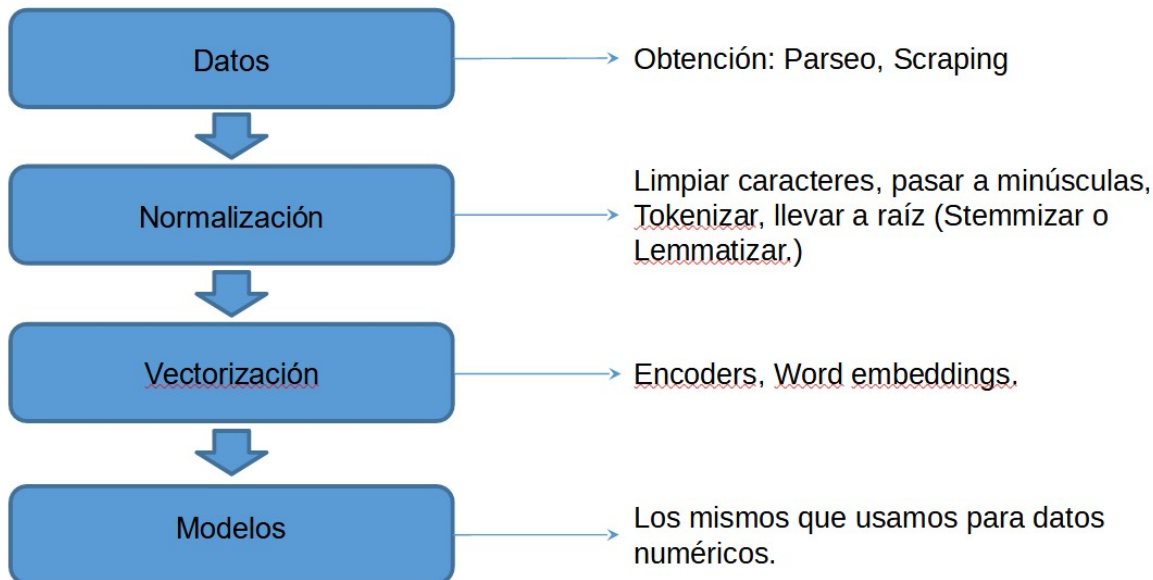 Datos
Obtención: Parseo, Scraping
Normalización
Limpiar caracteres, pasar a minúsculas,
Tokenizar, llevar a raíz (Stemmizar o
Lemmatizar.)
Vectorización
Encoders, Word embeddings.
Modelos
Los mismos que usamos para datos
numéricos.